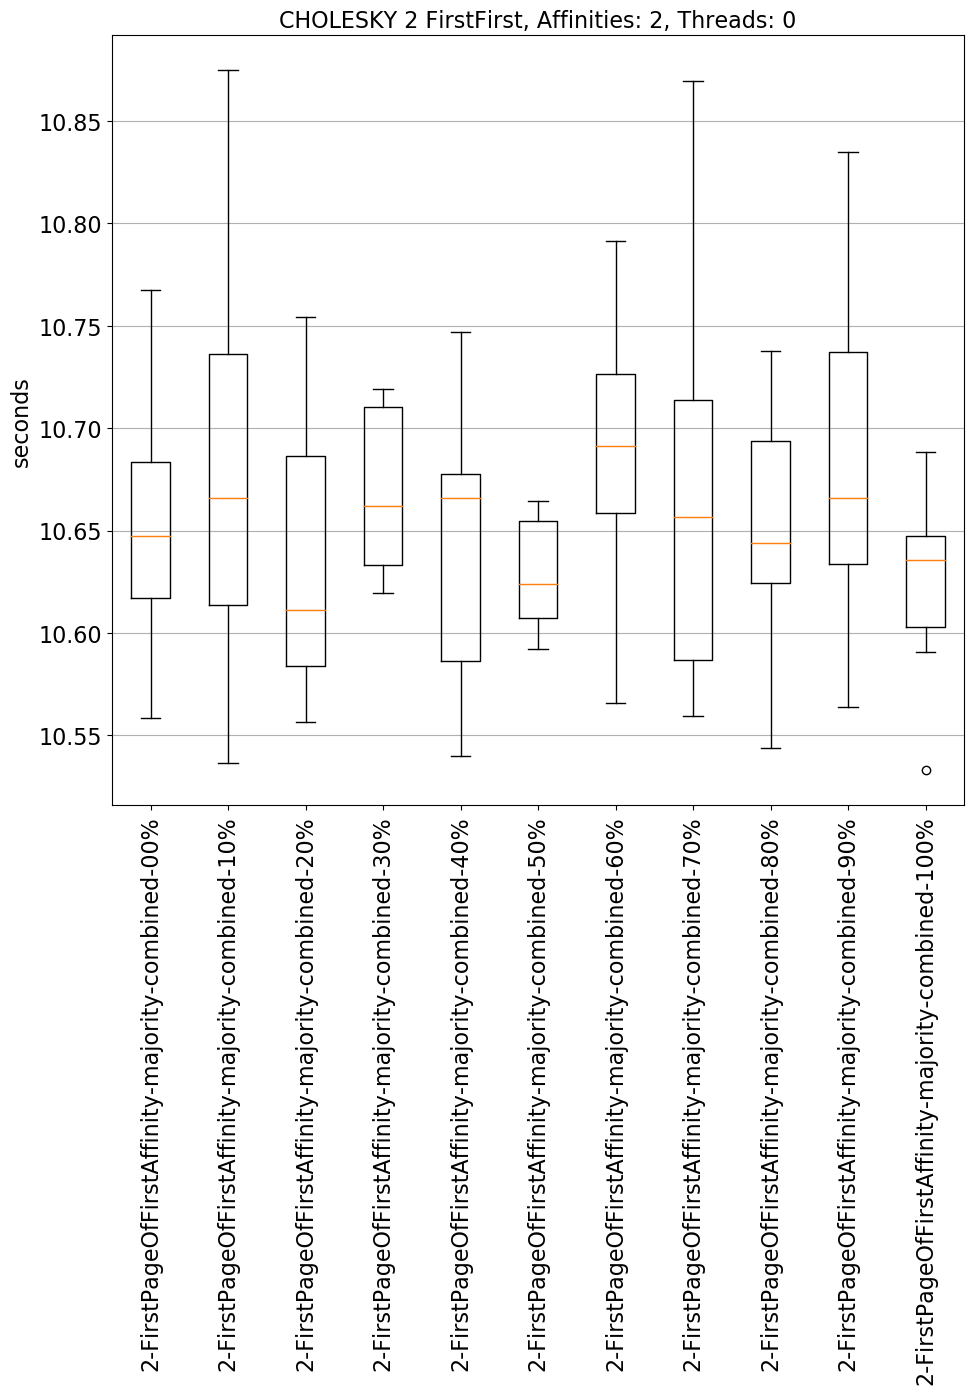 CHOLESKY 2 FirstFirst, Affinities: 2, Threads: 0
seconds
10.85
10.80
10.75
10.70
10.65
10.60
10.55
2-FirstPageOfFirstAffinity-majority-combined-00%
2-FirstPageOfFirstAffinity-majority-combined-10%
2-FirstPageOfFirstAffinity-majority-combined-20%
2-FirstPageOfFirstAffinity-majority-combined-30%
2-FirstPageOfFirstAffinity-majority-combined-40%
2-FirstPageOfFirstAffinity-majority-combined-50%
2-FirstPageOfFirstAffinity-majority-combined-60%
2-FirstPageOfFirstAffinity-majority-combined-70%
2-FirstPageOfFirstAffinity-majority-combined-80%
2-FirstPageOfFirstAffinity-majority-combined-90%
2-FirstPageOfFirstAffinity-majority-combined-100%